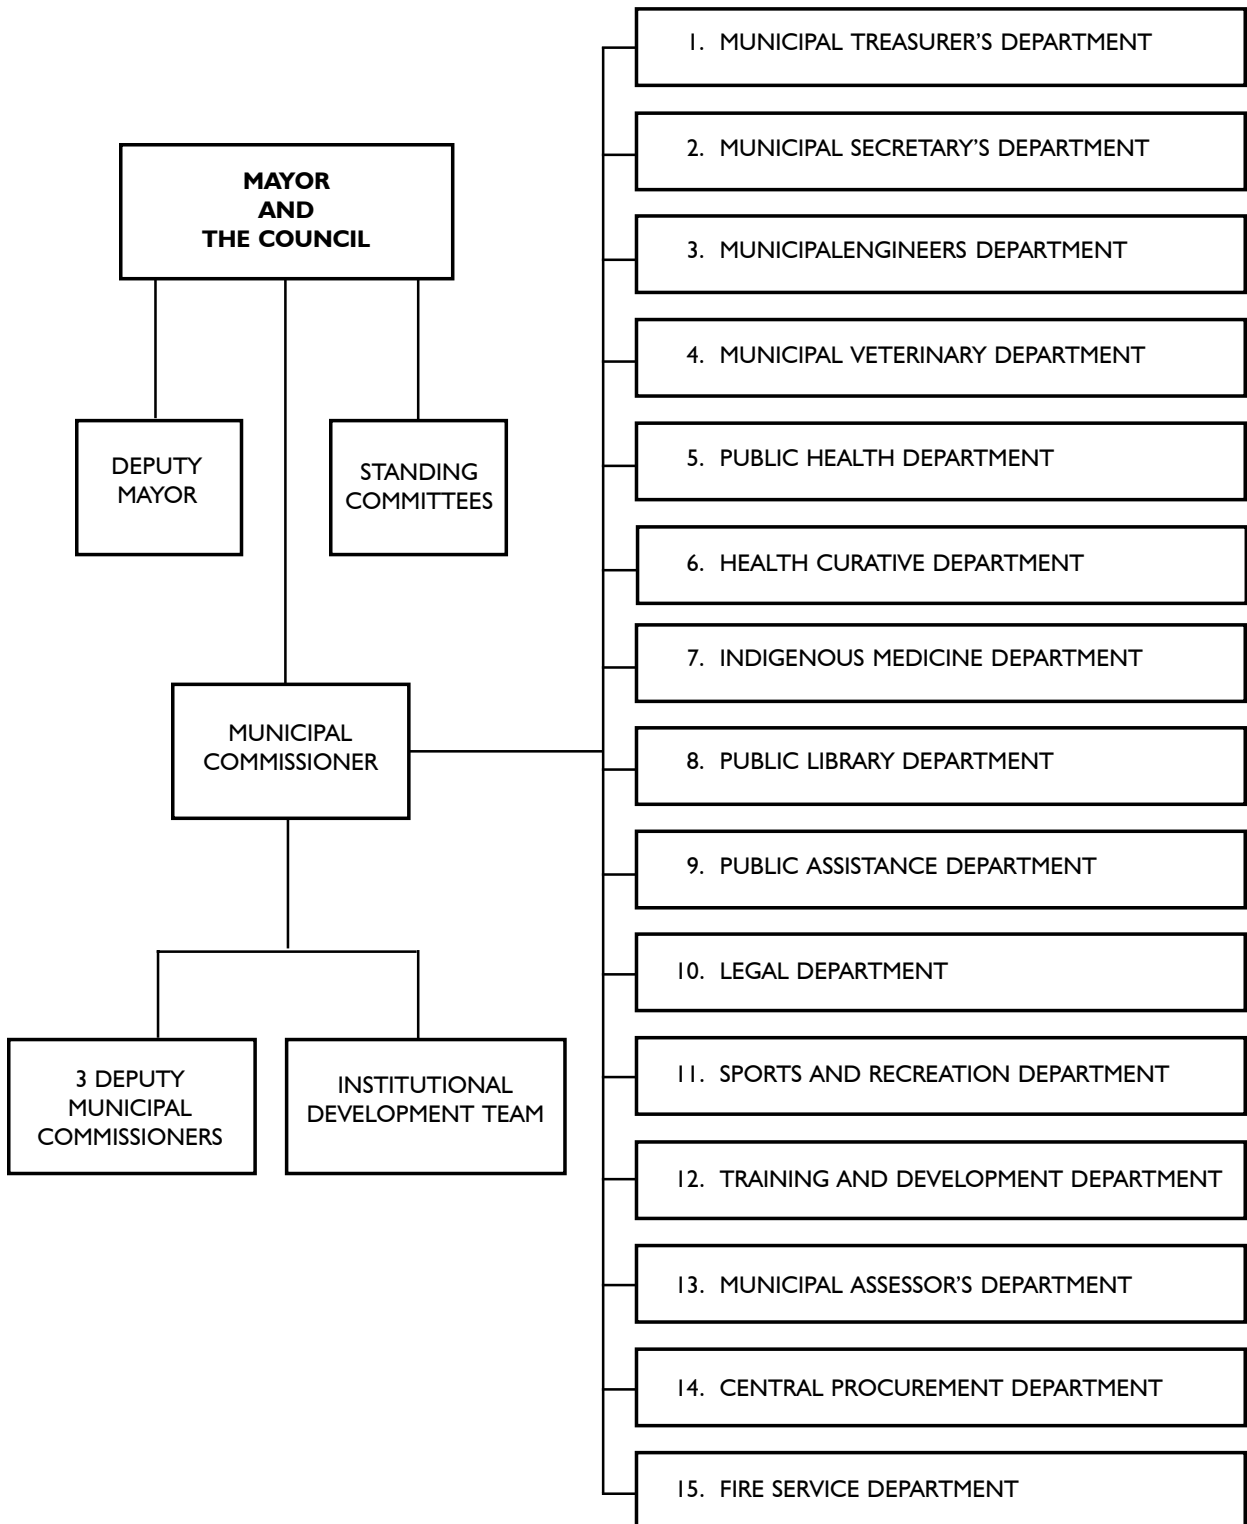 MAYOR
AND
THE COUNCIL
DEPUTY
MAYOR
STANDING
COMMITTEES
MUNICIPAL
COMMISSIONER
3 DEPUTY
MUNICIPAL
COMMISSIONERS
INSTITUTIONAL
DEVELOPMENT TEAM
1. MUNICIPAL TREASURER’S DEPARTMENT
2. MUNICIPAL SECRETARY’S DEPARTMENT
3. MUNICIPALENGINEERS DEPARTMENT
4. MUNICIPAL VETERINARY DEPARTMENT
5. PUBLIC HEALTH DEPARTMENT
6. HEALTH CURATIVE DEPARTMENT
7. INDIGENOUS MEDICINE DEPARTMENT
8. PUBLIC LIBRARY DEPARTMENT
9. PUBLIC ASSISTANCE DEPARTMENT
10. LEGAL DEPARTMENT
11. SPORTS AND RECREATION DEPARTMENT
12. TRAINING AND DEVELOPMENT DEPARTMENT
13. MUNICIPAL ASSESSOR’S DEPARTMENT
14. CENTRAL PROCUREMENT DEPARTMENT
15. FIRE SERVICE DEPARTMENT